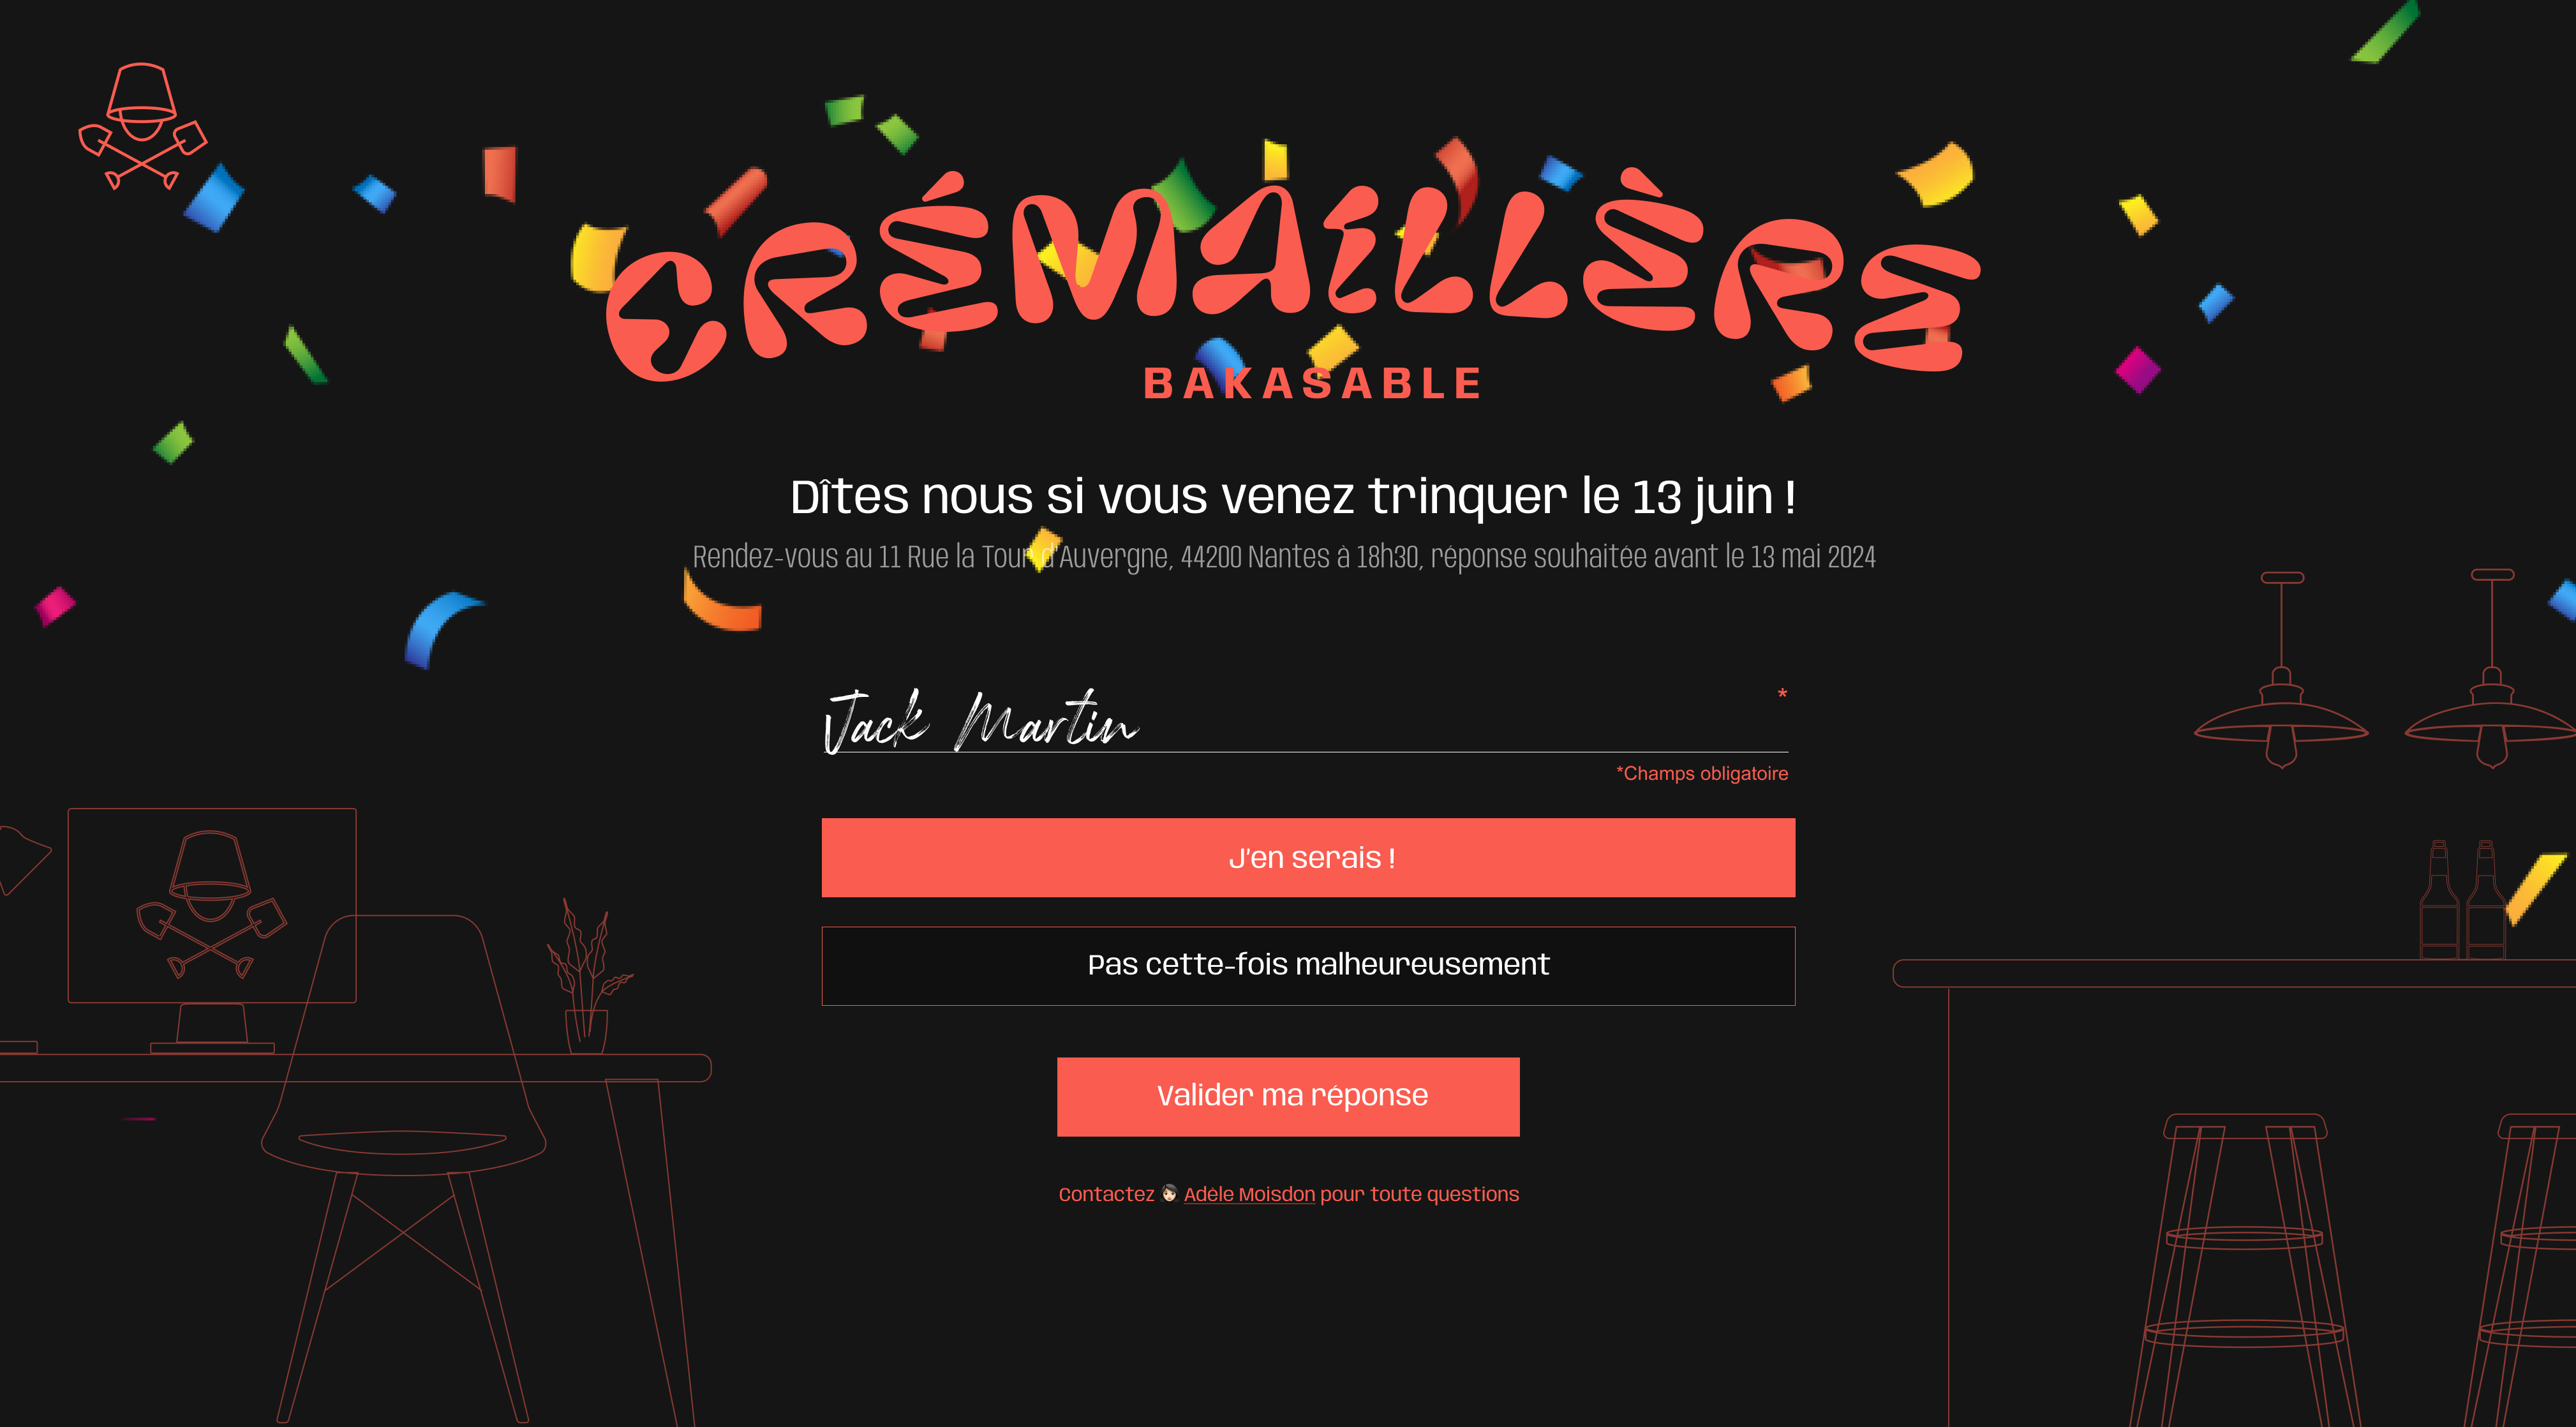 CRÉMAILLÈRE
BAKASABLE
Dîtes nous si vous venez trinquer le 13 juin !
Rendez-vous au 11 Rue la Tour d'Auvergne, 44200 Nantes à 18h30, réponse souhaitée avant le 13 mai 2024
Jack Martin *
*Champs obligatoire
J'en serais !
Pas cette-fois malheureusement
Valider ma réponse
Contactez Adèle Moisdon pour toute questions